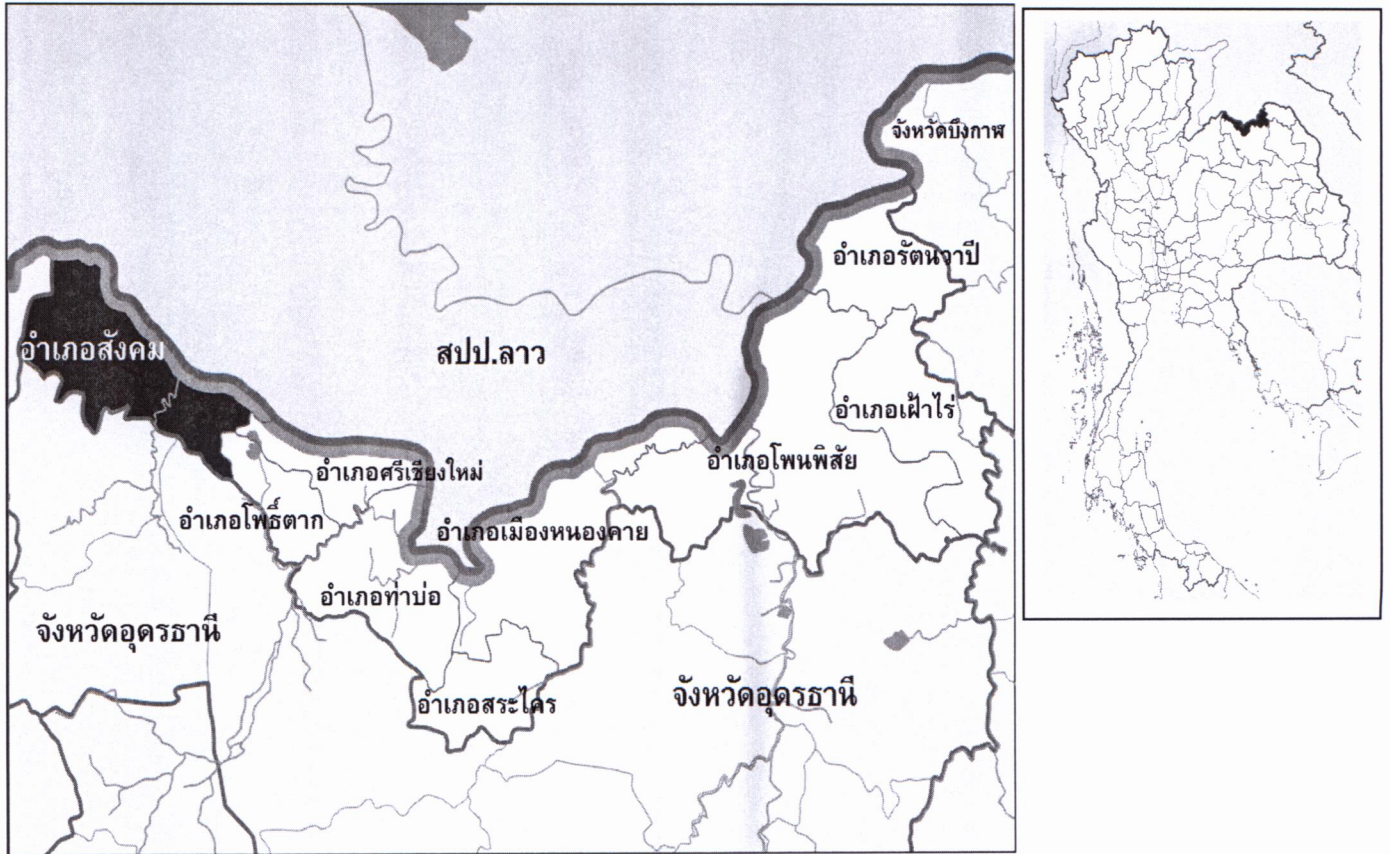 จังหวัดบึงกาฬ
อำเภอรัตนวาปี
อำเภอสังคม
สปป.ลาว
อำเภอเฝ้าไร่
อำเภอโพนพิสัย
อำเภอศรีเชียงใหม่
อำเภอโพธิ์ตาก
อำเภอเมืองหนองคาย
อำเภอท่าบ่อ
จังหวัดอุดรธานี
จังหวัดอุดรธานี
อำเภอสระใคร